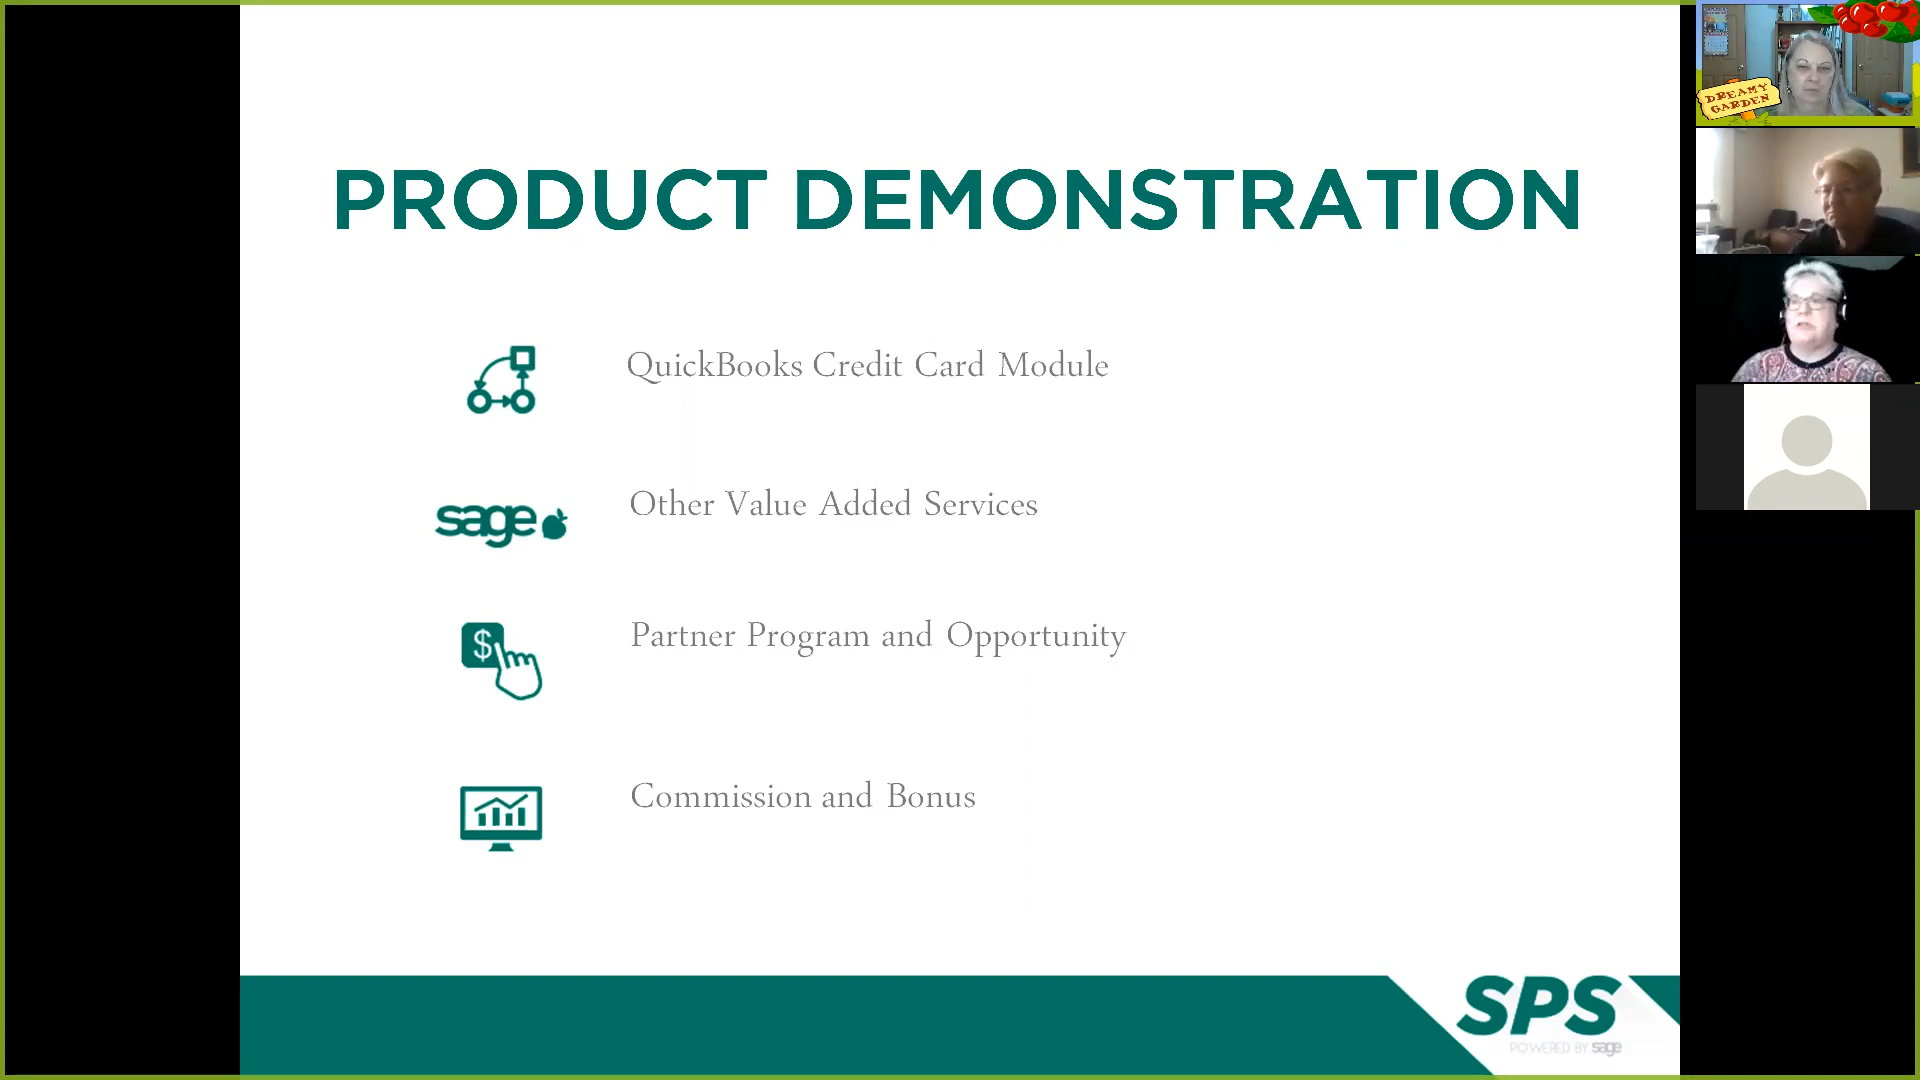 PRODUCT DEMONSTRATION
QuickBooks Credit Card Module
sage
Other Value Added Services
$
Partner Program and Opportunity
Commission and Bonus
SPS
POWERED BY sage
DREAMY
GARDEN